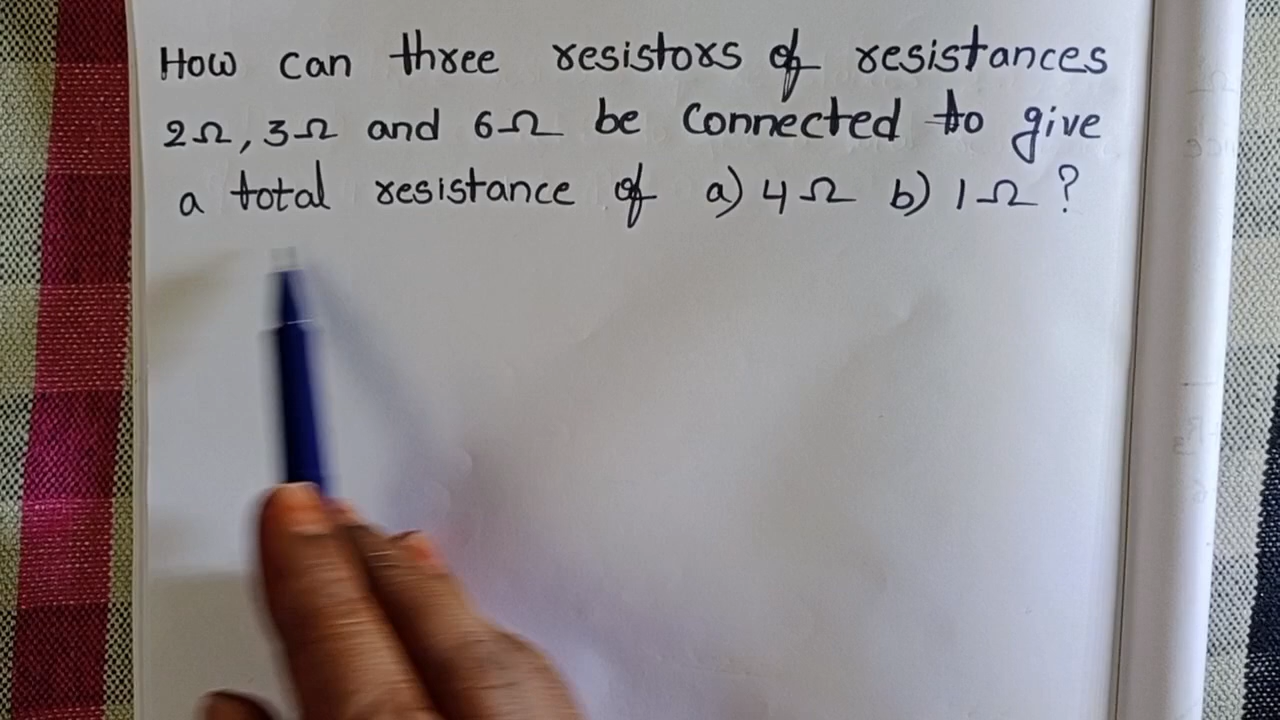 How can three resistors of resistances
2Ω, 3Ω and 6Ω be connected to give
a total resistance of a) 4Ω b) 1Ω ?